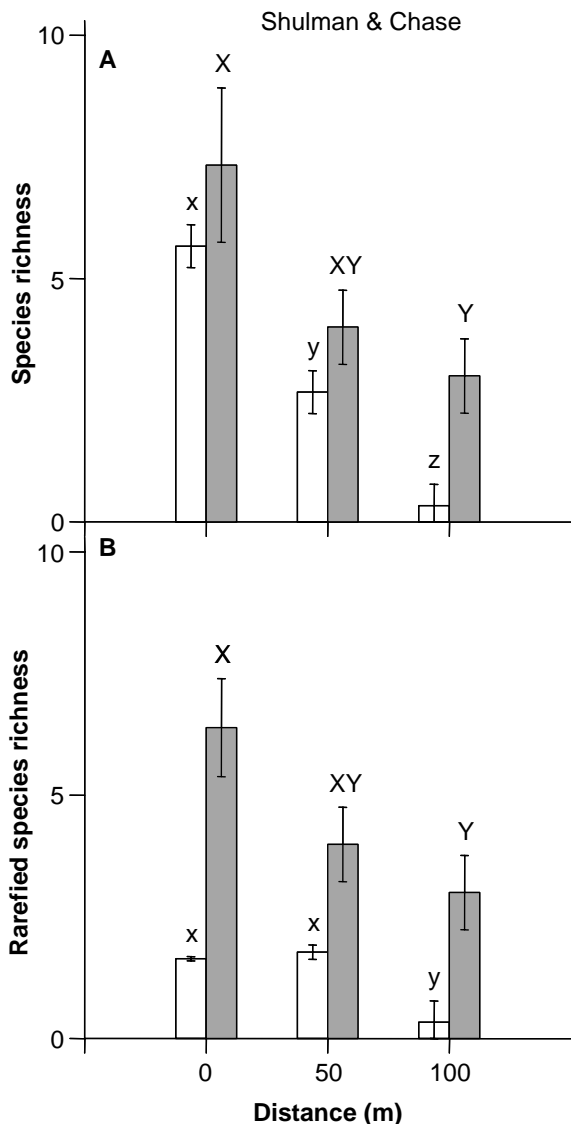 Shulman & Chase
10
A
X
x
Species richness
XY
5
y
Y
z
0
B
10
Rarefied species richness
X
XY
5
Y
x
x
y
0
0
50
100
Distance (m)